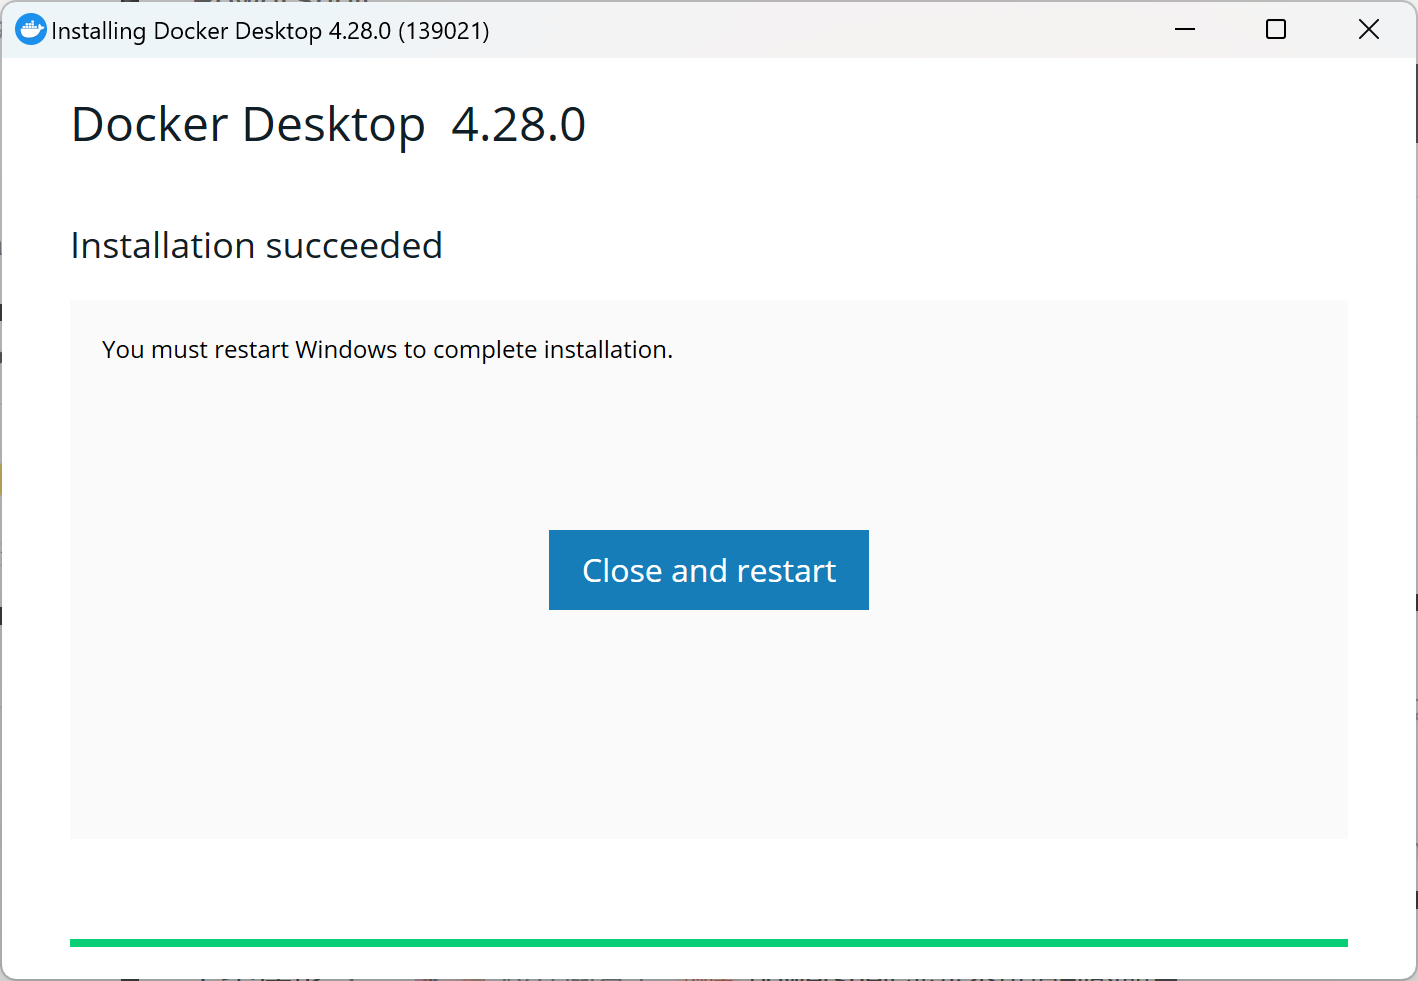 Installing Docker Desktop 4.28.0 (139021)
Docker Desktop 4.28.0
Installation succeeded
You must restart Windows to complete installation.
Close and restart